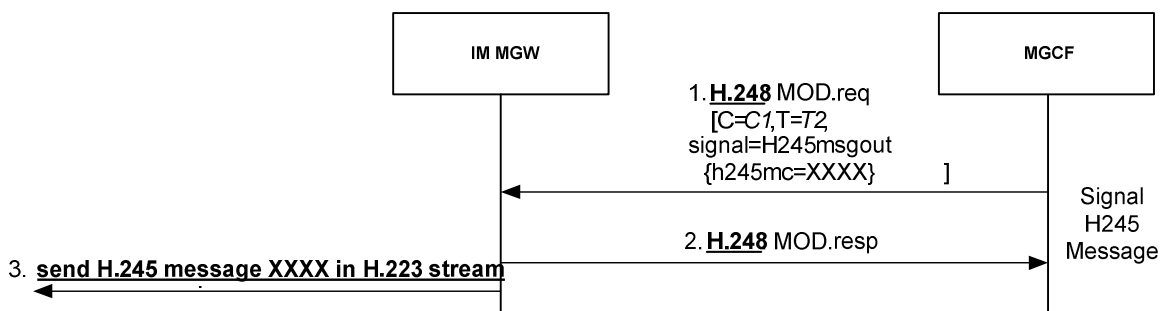 IM MGW
MGCF
1. H.248 MOD.req
[C=C1,T=T2,
signal=H245msgout
{h245mc=XXXX} ]
Signal
H245
Message
2. H.248 MOD.resp
3. send H.245 message XXXX in H.223 stream